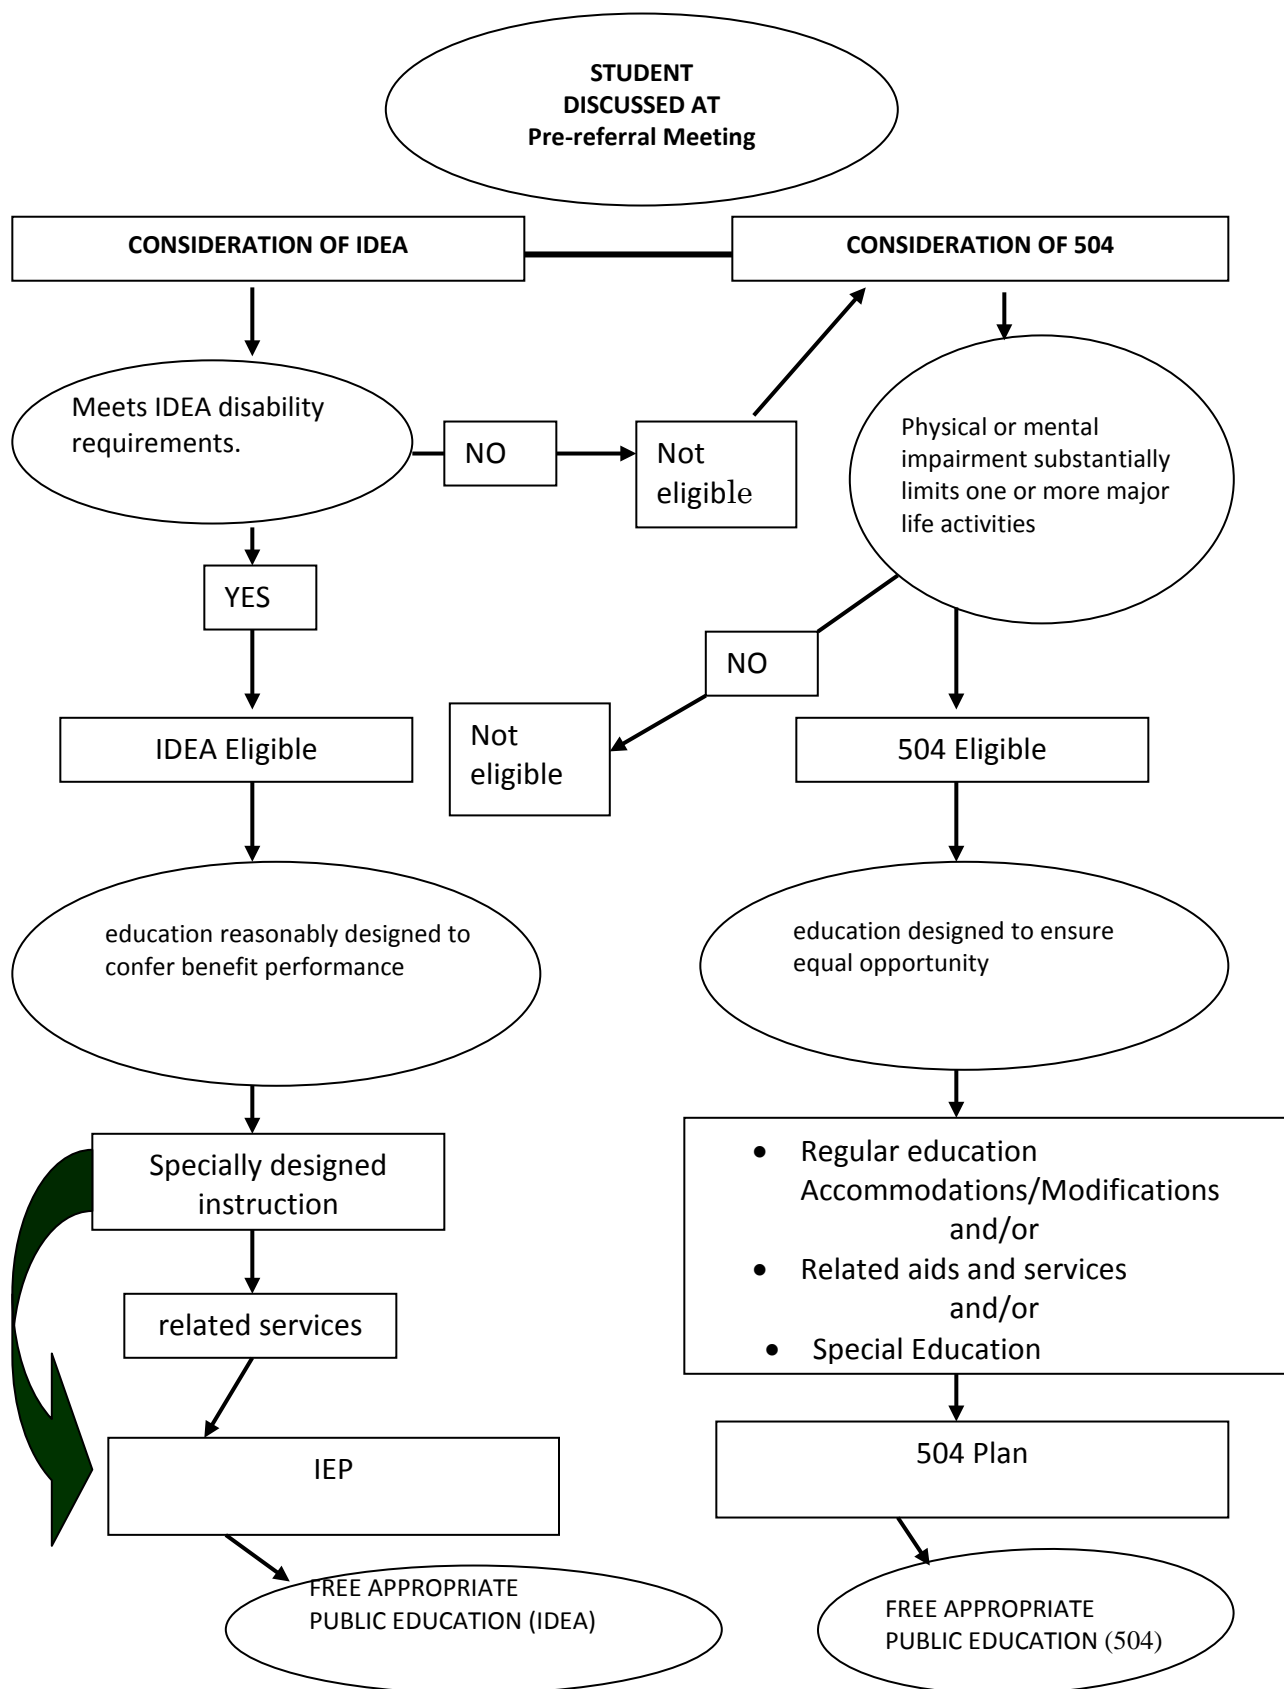 STUDENT
DISCUSSED AT
Pre-referral Meeting
CONSIDERATION OF IDEA
CONSIDERATION OF 504
Meets IDEA disability
requirements.
NO
Not
eligible
Physical or mental
impairment substantially
limits one or more major
life activities
YES
NO
IDEA Eligible
Not
eligible
504 Eligible
education reasonably designed to
confer benefit performance
education designed to ensure
equal opportunity
Specially designed
instruction
• Regular education
Accommodations/Modifications
and/or
• Related aids and services
and/or
• Special Education
related services
IEP
504 Plan
FREE APPROPRIATE
PUBLIC EDUCATION (IDEA)
FREE APPROPRIATE
PUBLIC EDUCATION (504)